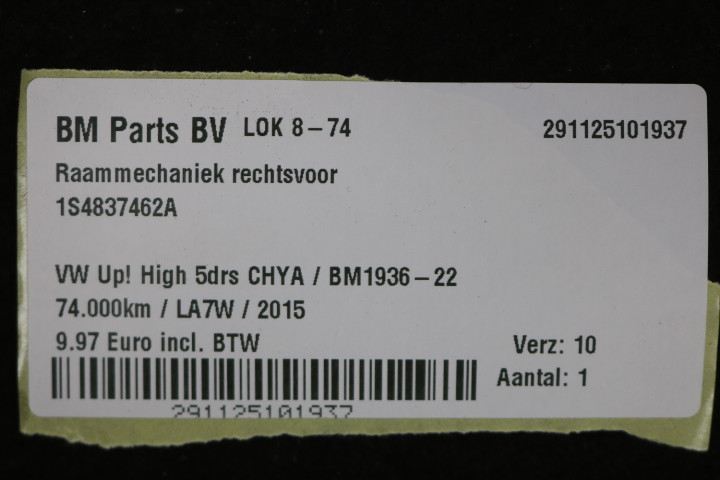 BM Parts BV LOK 8-74 291125101937
Raammechaniek rechtsvoor
1S4837462A
VW Up! High 5drs CHYA / BM1936-22
74.000km / LA7W / 2015
9.97 Euro incl. BTW Verz: 10
Aantal: 1
291125101937